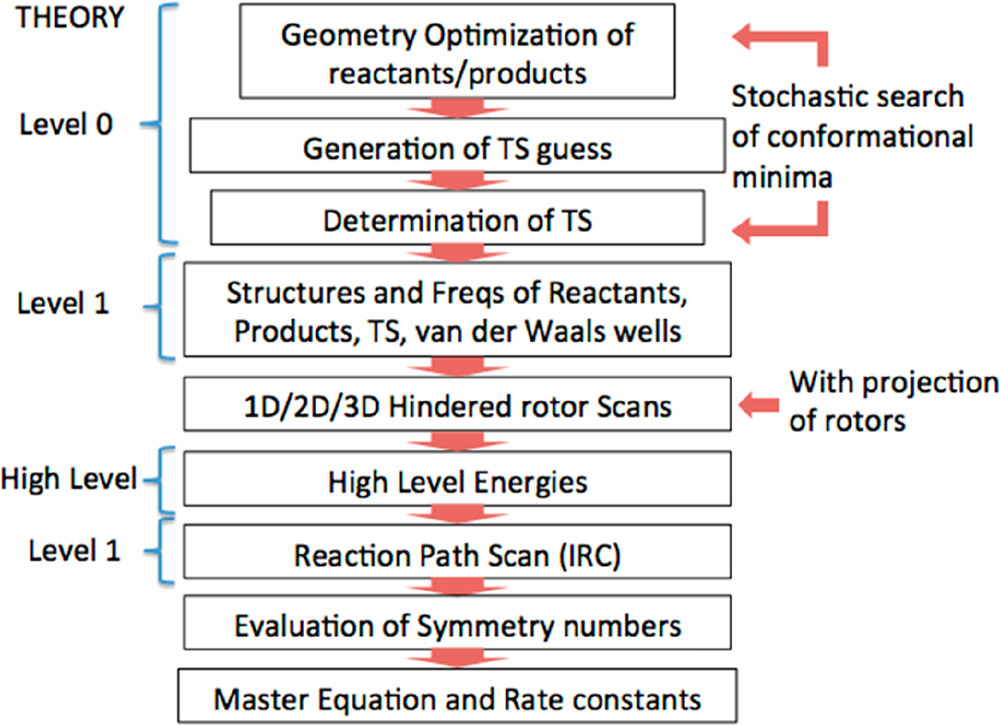 THEORY
Geometry Optimization of
reactants/products
Level 0
Stochastic search
of conformational
minima
Generation of TS guess
Determination of TS
Level 1
Structures and Freqs of Reactants,
Products, TS, van der Waals wells
1D/2D/3D Hindered rotor Scans
With projection
of rotors
High Level
High Level Energies
Level 1
Reaction Path Scan (IRC)
Evaluation of Symmetry numbers
Master Equation and Rate constants